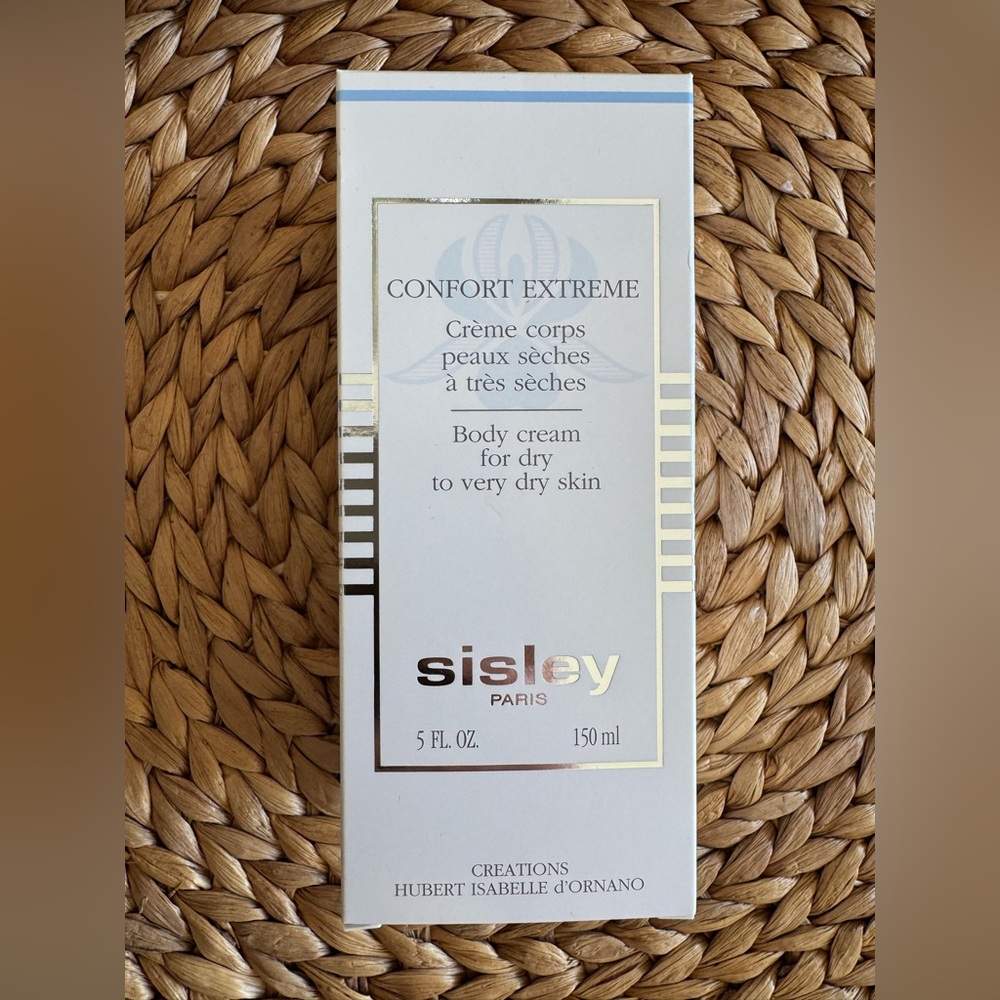 CONFORT EXTREME
Crème corps
peaux sèches
à très sèches
Body cream
for dry
to very dry skin
sisley
PARIS
5 FL. OZ. 150 ml
CREATIONS
HUBERT ISABELLE d'ORNANO